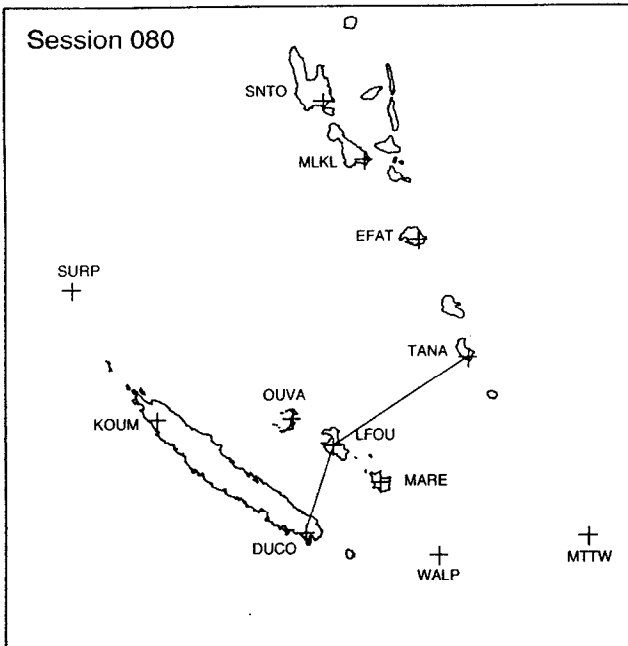 Session 080
SNTO
MLKL
EFAT
SURP
TANA
OUVA
KOUM
LFOU
MARE
DUCO
WALP
MTTW